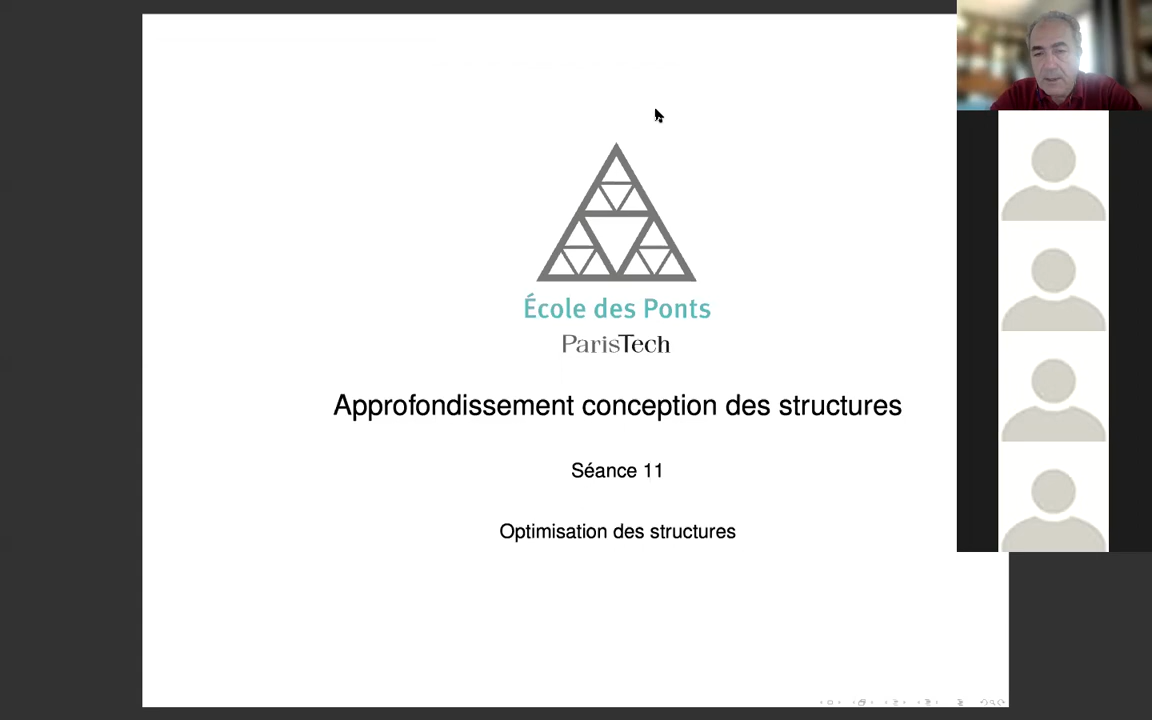 École des Ponts
ParisTech
Approfondissement conception des structures
Séance 11
Optimisation des structures